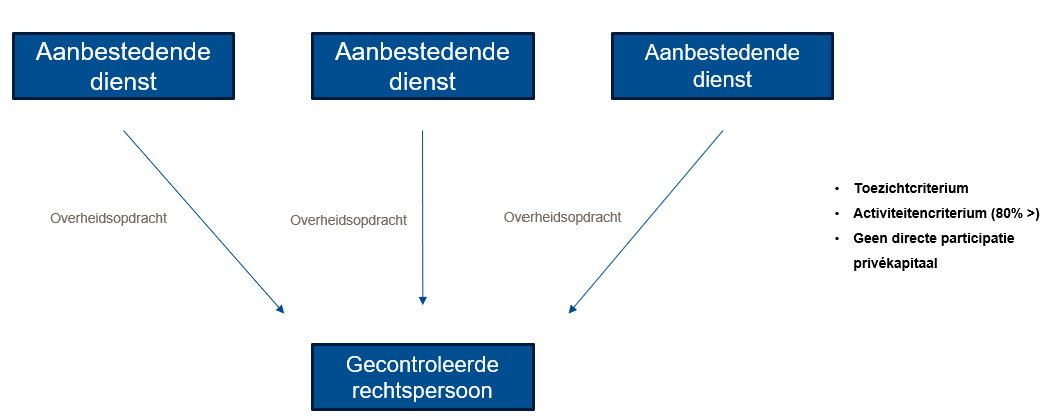 Aanbestedende
dienst
Aanbestedende
dienst
Aanbestedende
dienst
Overheidsopdracht
Overheidsopdracht
Overheidsopdracht
• Toezichtcriterium
• Activiteitencriterium (80% >)
• Geen directe participatie
privékapitaal
Gecontroleerde
rechtspersoon